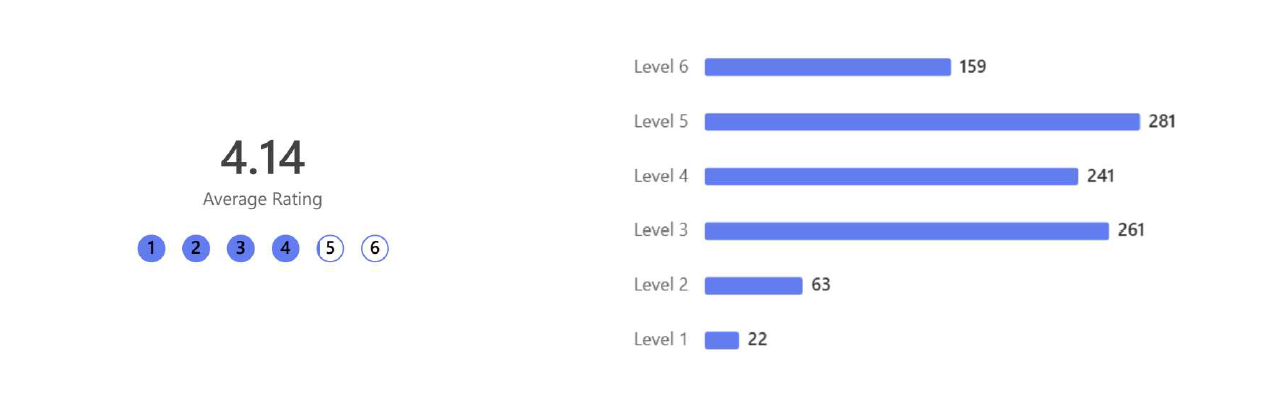 4.14
Average Rating
1 2 3 4 5 6
Level 6 159
Level 5 281
Level 4 241
Level 3 261
Level 2 63
Level 1 22